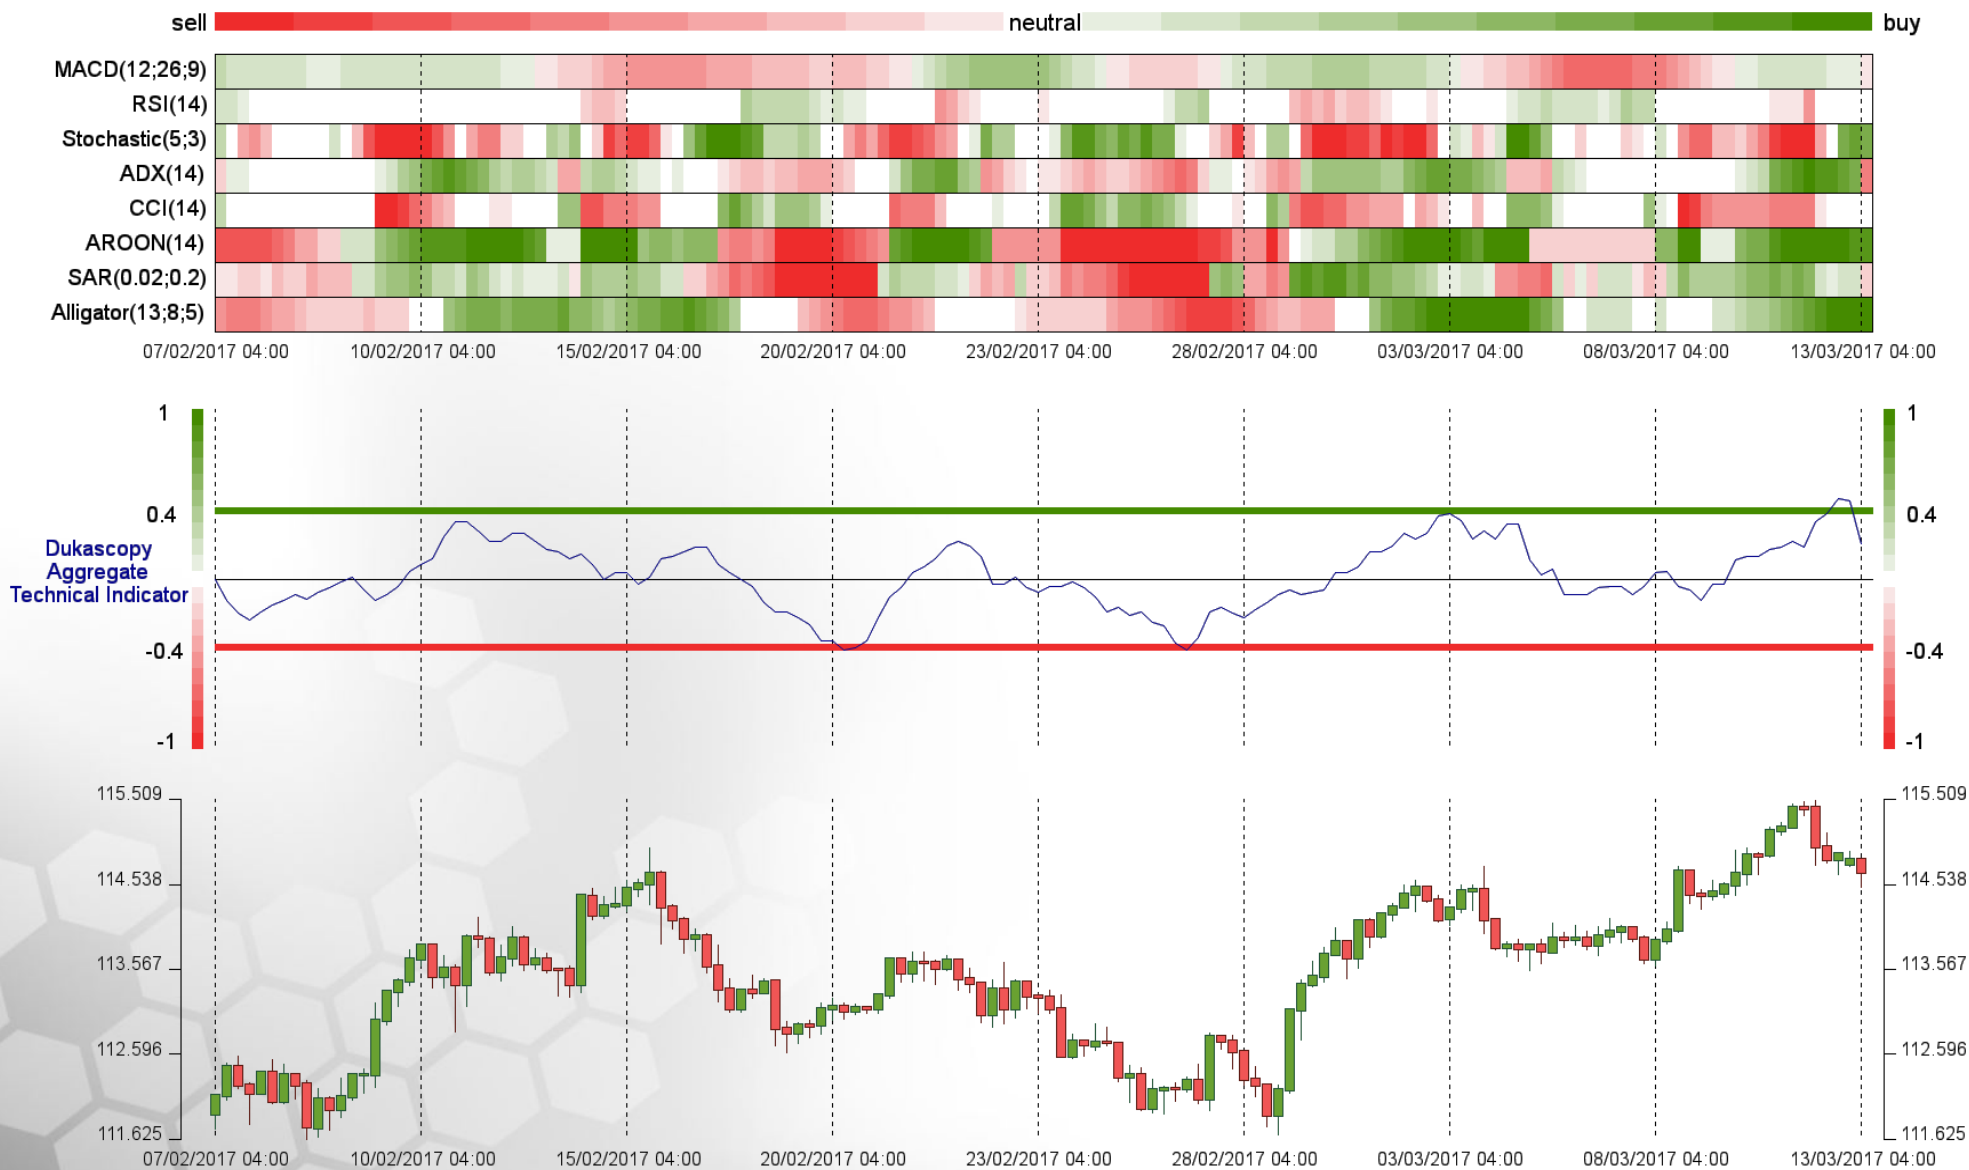 sell neutral buy
MACD(12;26;9)
RSI(14)
Stochastic(5;3)
ADX(14)
CCI(14)
AROON(14)
SAR(0.02;0.2)
Alligator(13;8;5)
07/02/2017 04:00 10/02/2017 04:00 15/02/2017 04:00 20/02/2017 04:00 23/02/2017 04:00 28/02/2017 04:00 03/03/2017 04:00 08/03/2017 04:00 13/03/2017 04:00
1 1
0.4 0.4
Dukascopy
Aggregate
Technical Indicator
-0.4 -0.4
-1 -1
115.509 115.509
114.538 114.538
113.567 113.567
112.596 112.596
111.625 111.625
07/02/2017 04:00 10/02/2017 04:00 15/02/2017 04:00 20/02/2017 04:00 23/02/2017 04:00 28/02/2017 04:00 03/03/2017 04:00 08/03/2017 04:00 13/03/2017 04:00